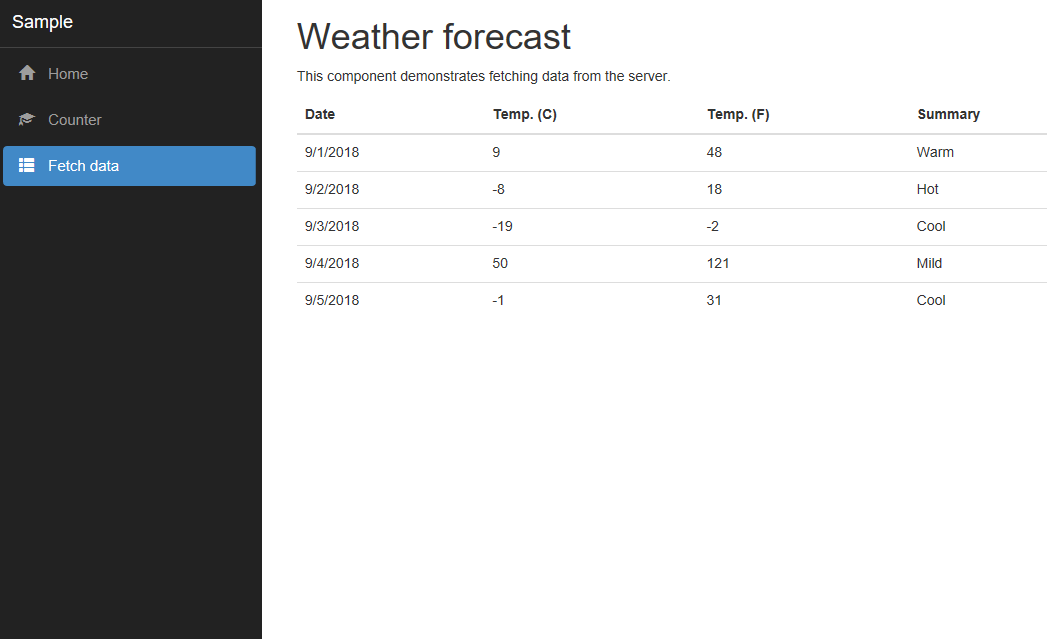 Sample
Home
Counter
Fetch data
Weather forecast
This component demonstrates fetching data from the server.
Date Temp. (C) Temp. (F) Summary
9/1/2018 9 48 Warm
9/2/2018 -8 18 Hot
9/3/2018 -19 -2 Cool
9/4/2018 50 121 Mild
9/5/2018 -1 31 Cool